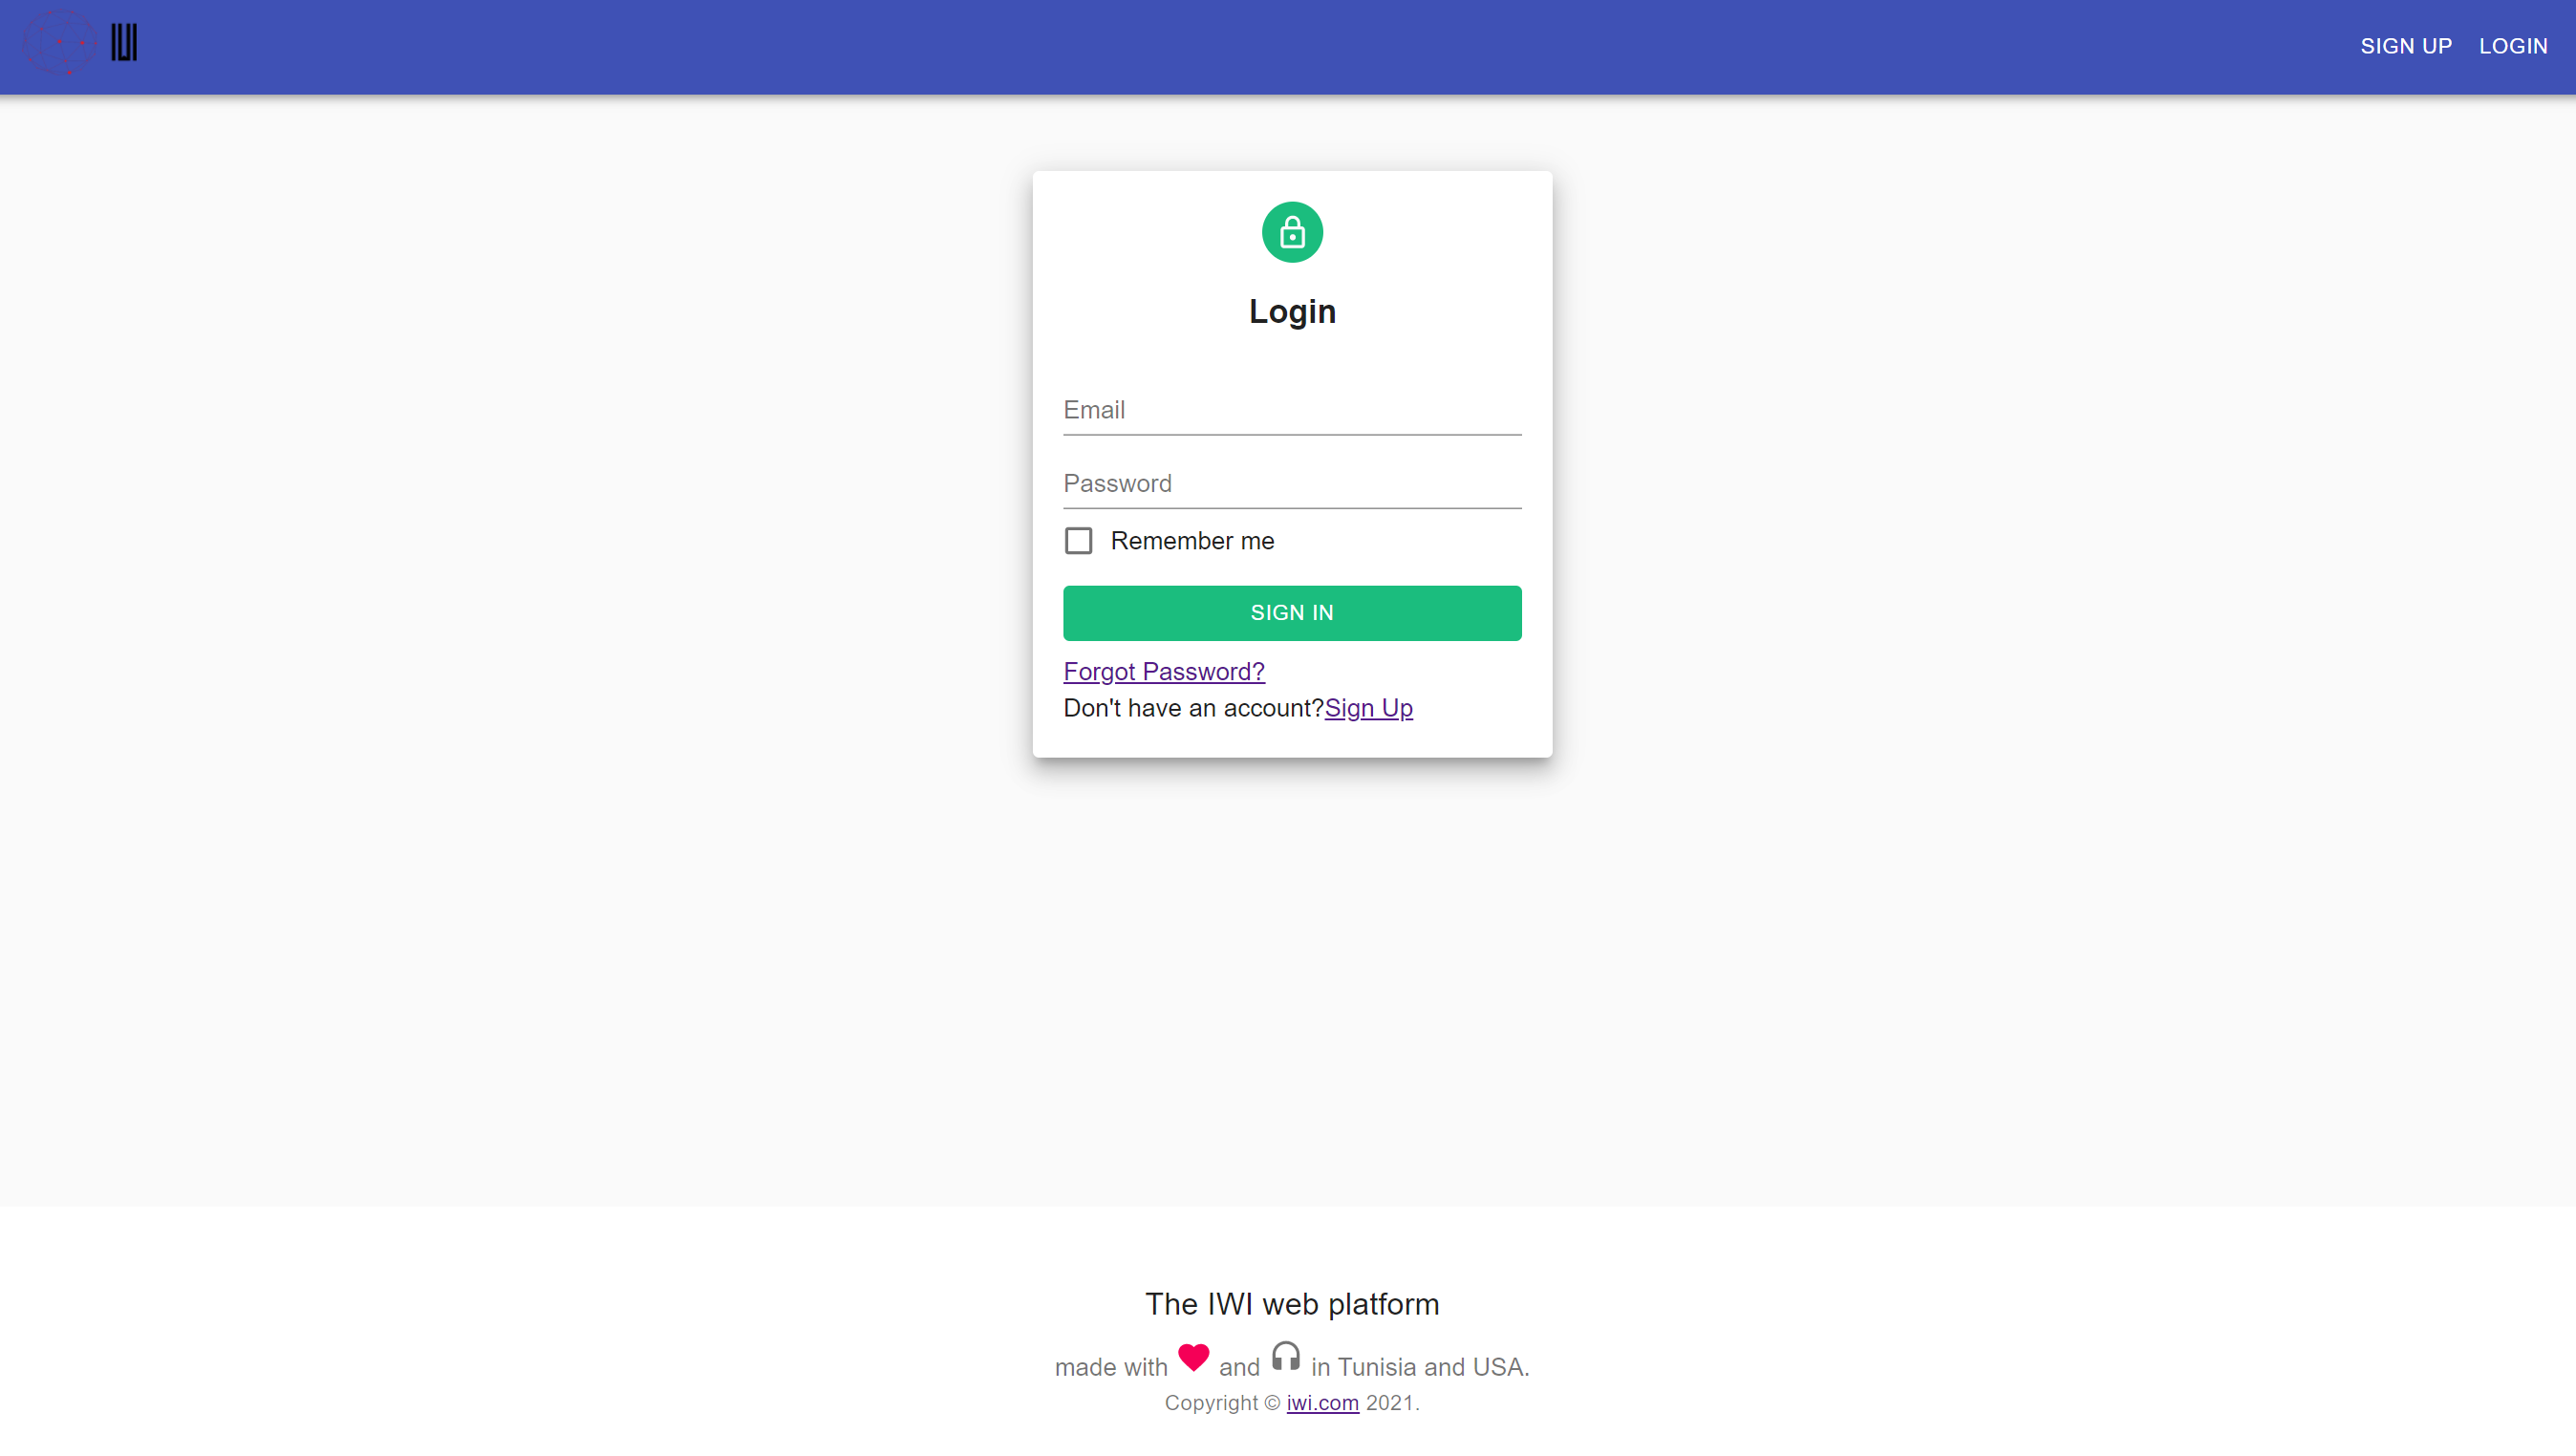 IWI
SIGN UP LOGIN
Login
Email
Password
Remember me
SIGN IN
Forgot Password?
Don't have an account?Sign Up
The IWI web platform
made with and in Tunisia and USA.
Copyright © iwi.com 2021.